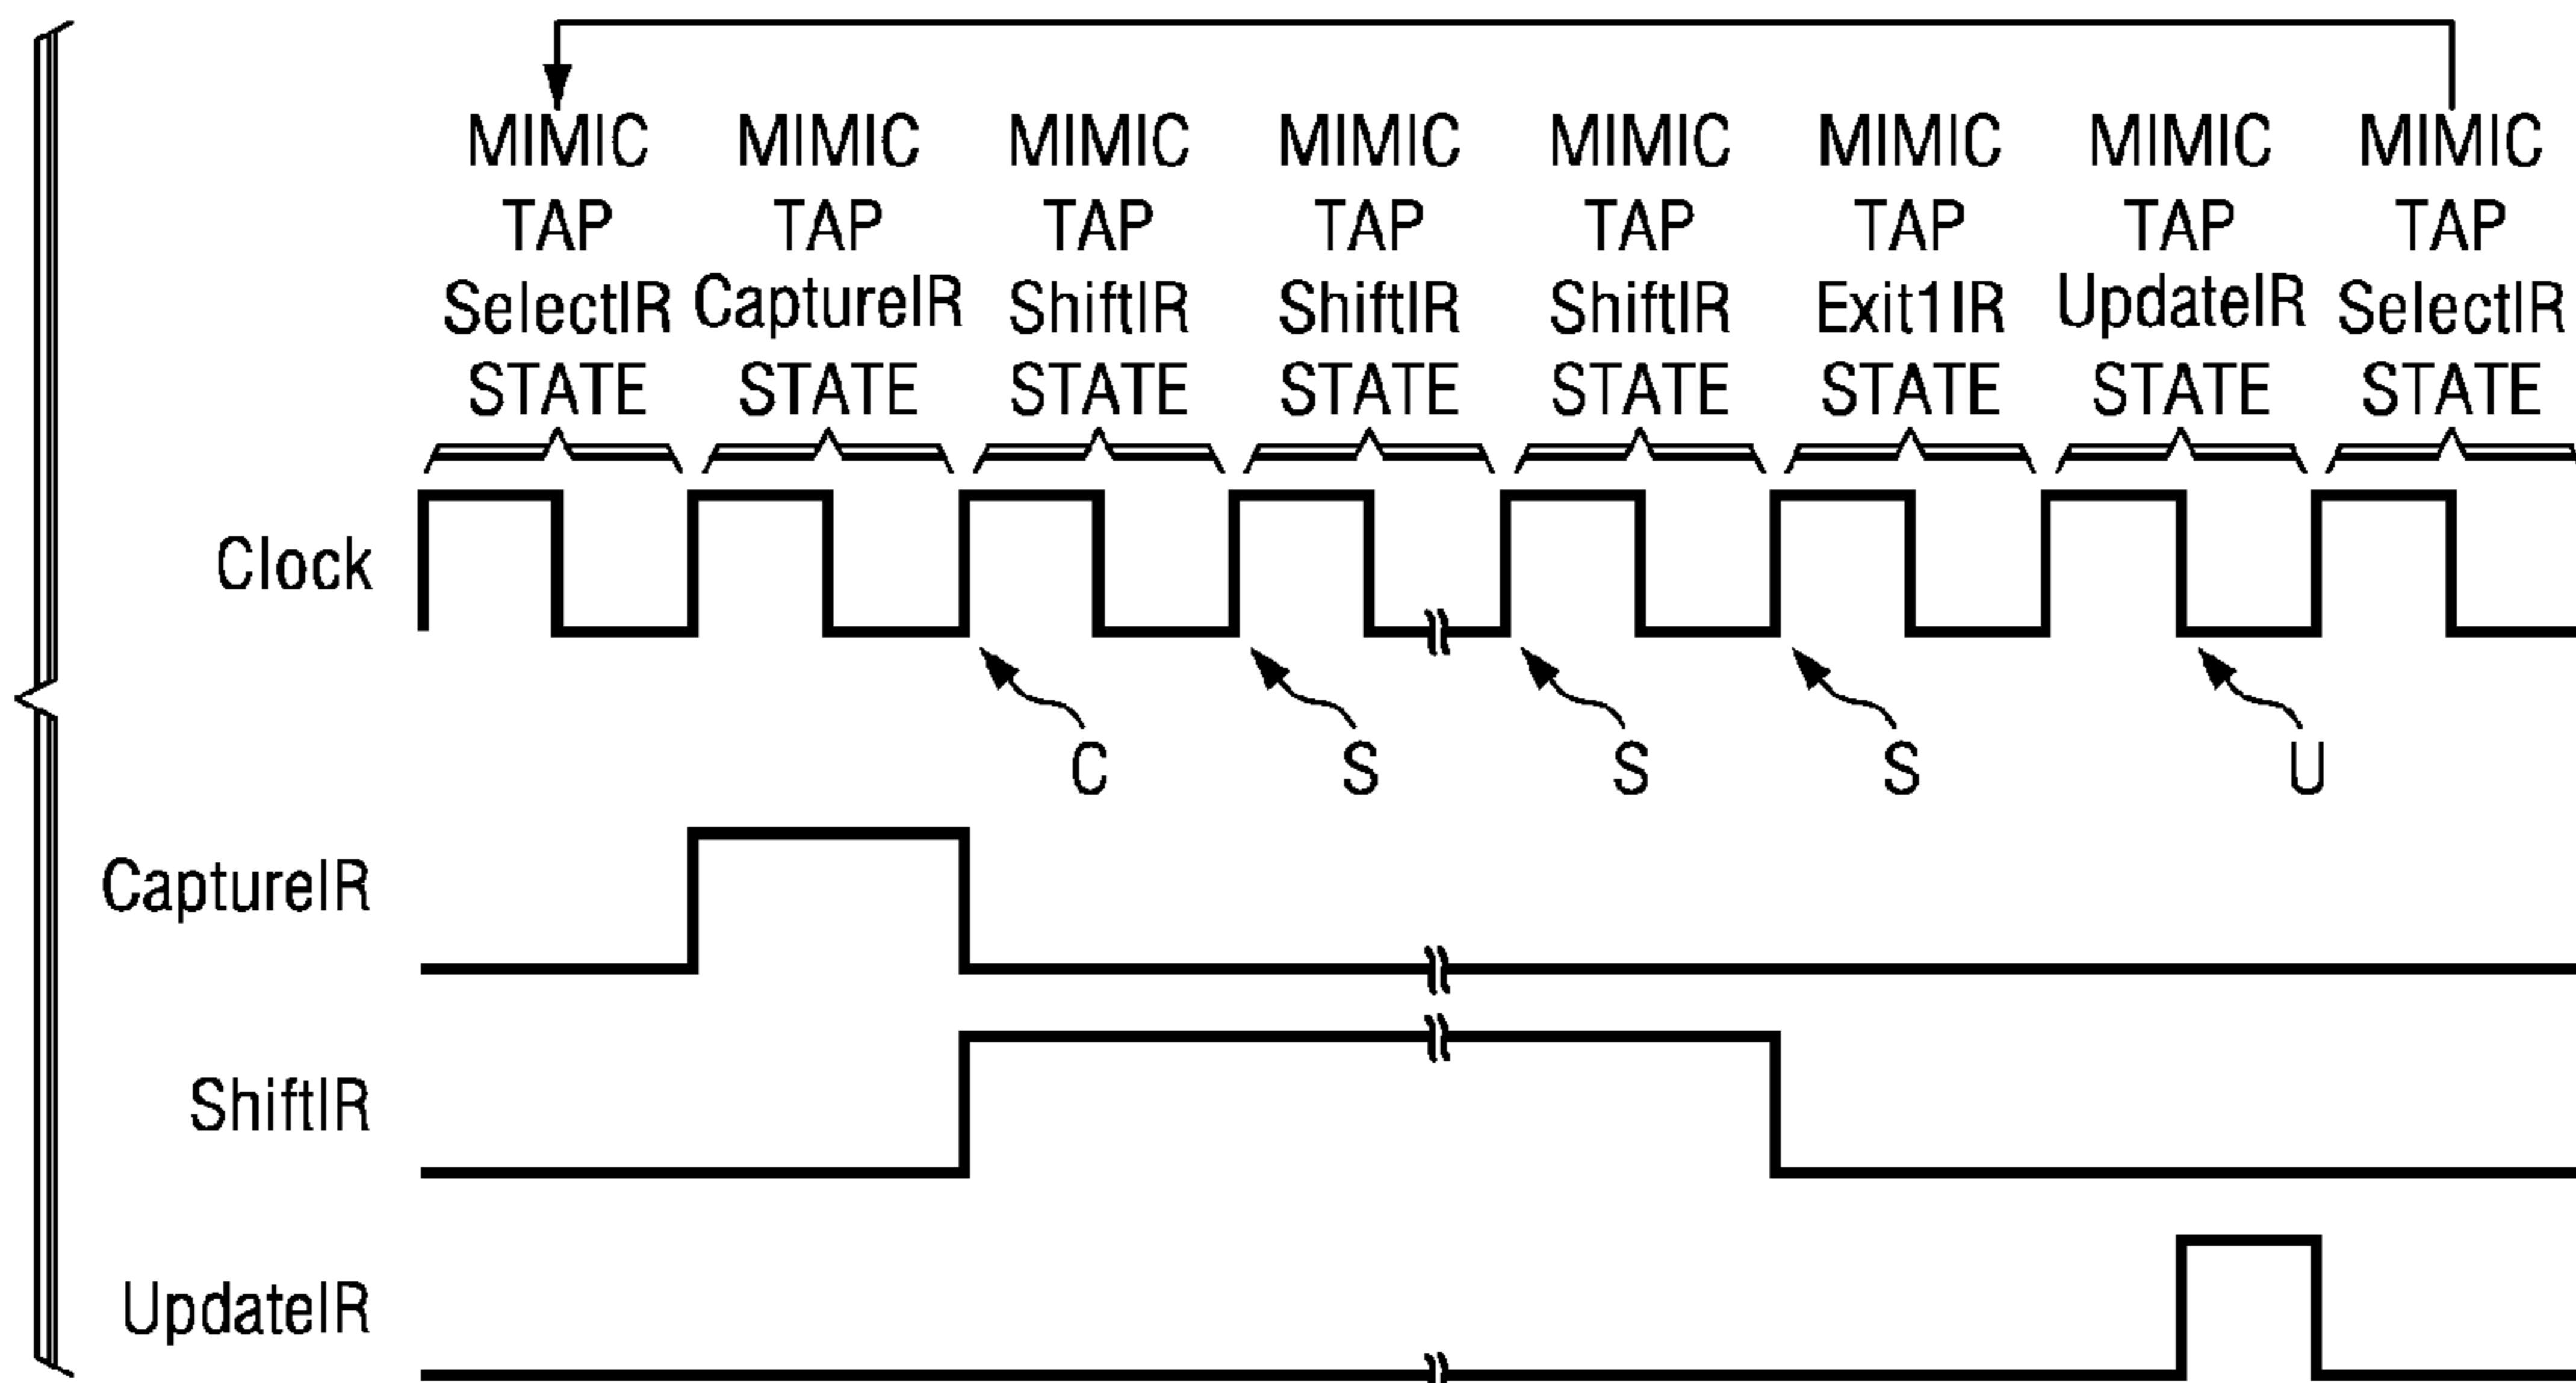 MIMIC MIMIC MIMIC MIMIC MIMIC MIMIC MIMIC MIMIC
TAP TAP TAP TAP TAP TAP TAP TAP
SelectIR CaptureIR ShiftIR ShiftIR ShiftIR Exit1IR UpdateIR SelectIR
STATE STATE STATE STATE STATE STATE STATE STATE
Clock
C S S S U
CaptureIR
ShiftIR
UpdateIR